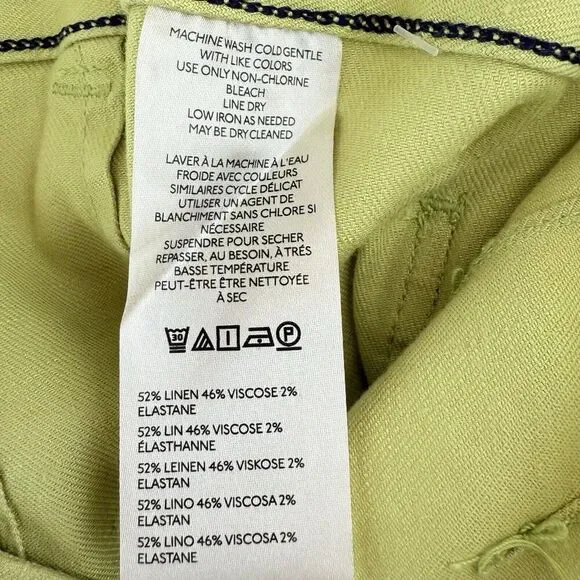 MACHINE WASH COLD GENTLE
WITH LIKE COLORS
USE ONLY NON-CHLORINE
BLEACH
LINE DRY
LOW IRON AS NEEDED
MAY BE DRY CLEANED
LAVER À LA MACHINE À L'EAU
FROIDE AVEC COULEURS
SIMILAIRES CYCLE DÉLICAT
UTILISER UN AGENT DE
BLANCHIMENT SANS CHLORE SI
NÉCESSAIRE
SUSPENDRE POUR SECHER
REPASSER, AU BESOIN, À TRÉS
BASSE TEMPÉRATURE
PEUT-ÊTRE ÊTRE NETTOYÉE
À SEC
30 P
52% LINEN 46% VISCOSE 2%
ELASTANE
52% LIN 46% VISCOSE 2%
ÉLASTHANNE
52% LEINEN 46% VISKOSE 2%
ELASTAN
52% LINO 46% VISCOSA 2%
ELASTAN
52% LINO 46% VISCOSA 2%
ELASTANE